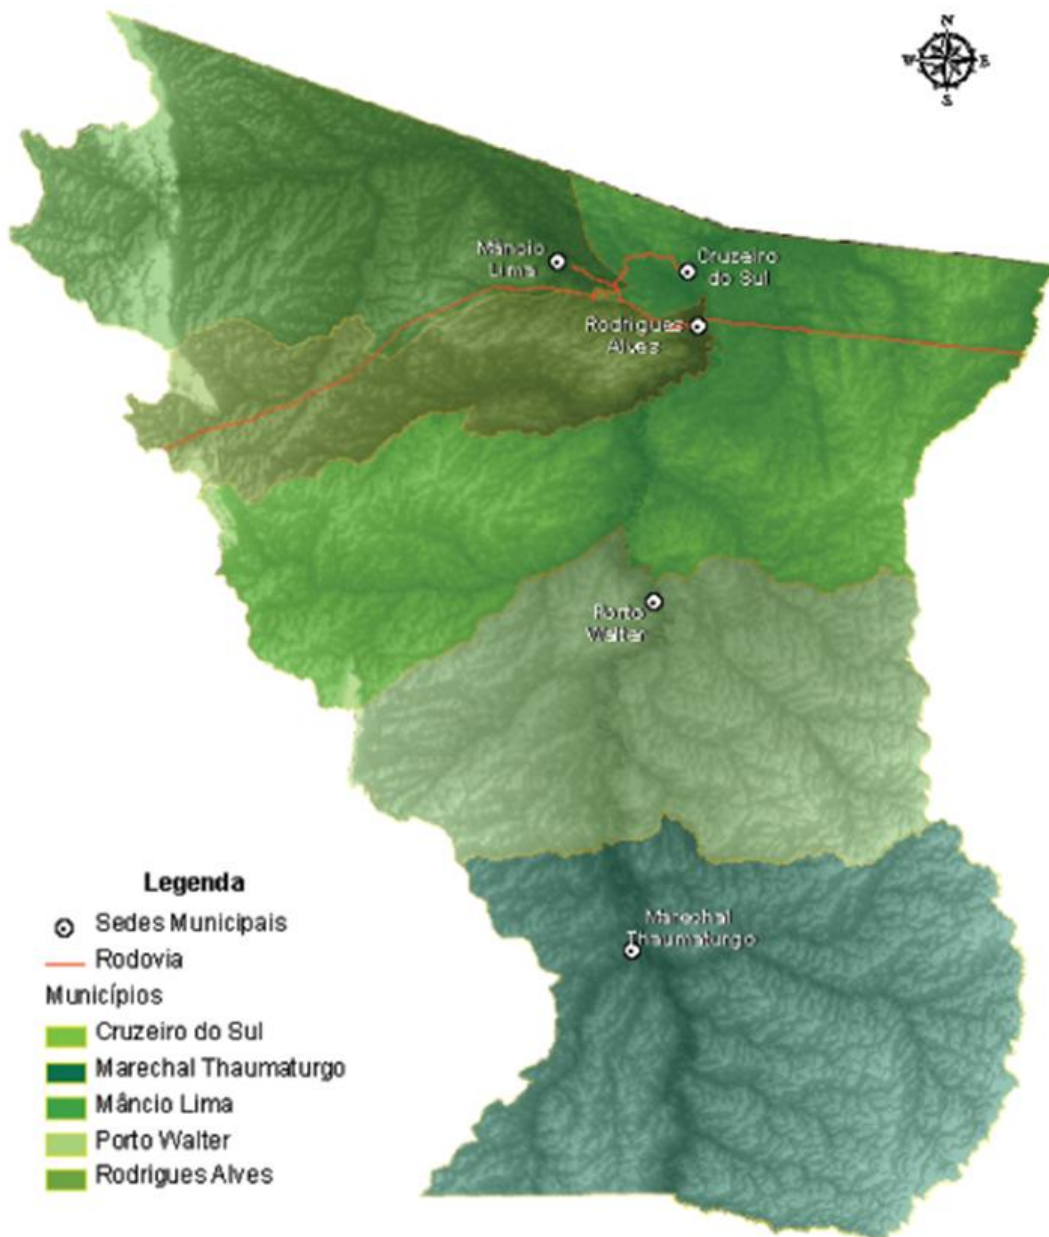 N
W E
S
Mâncio
Lima
Cruzeiro
do Sul
Rodrigues
Alves
Porto
Walter
Marechal
Thaumaturgo
Legenda
Sedes Municipais
Rodovia
Municípios
Cruzeiro do Sul
Marechal Thaumaturgo
Mâncio Lima
Porto Walter
Rodrigues Alves